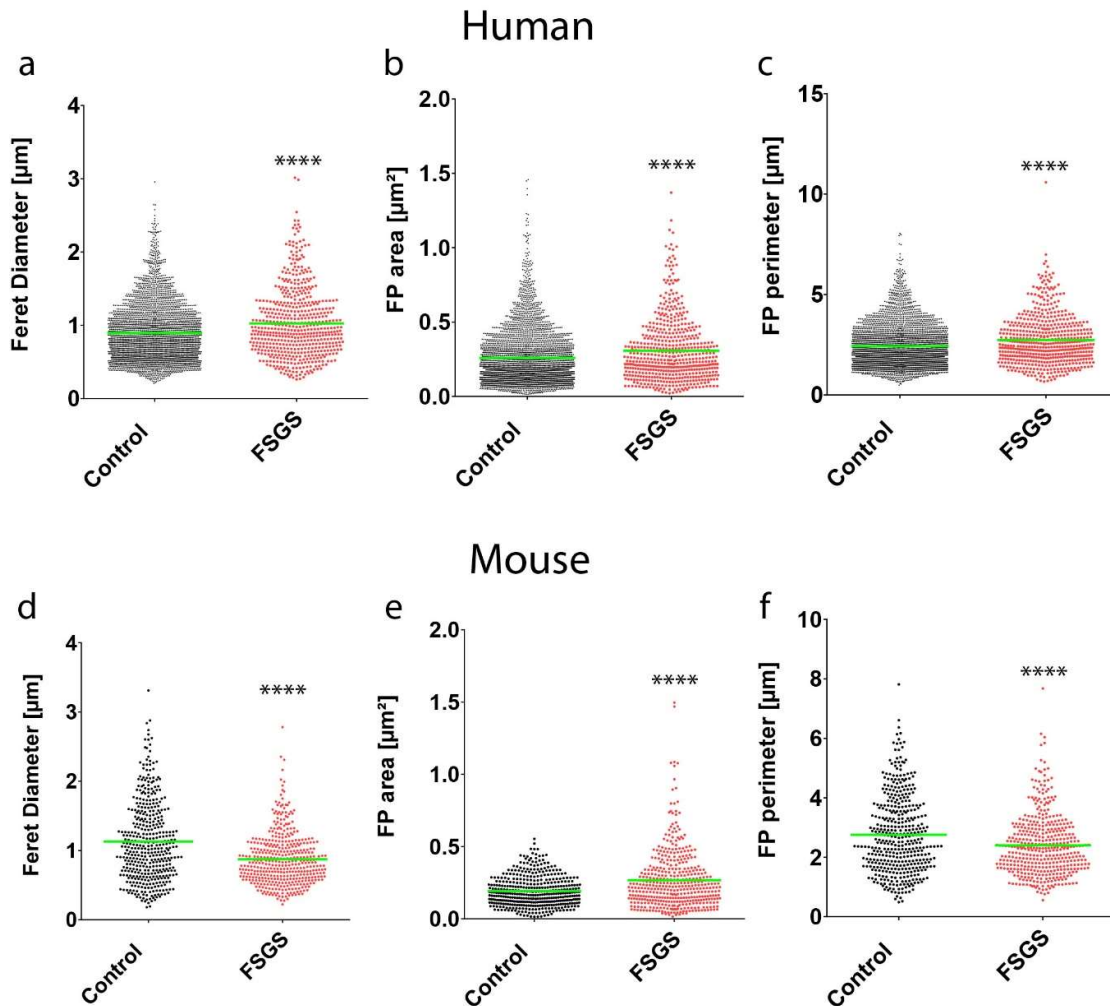 Human
a
b
c
Feret Diameter [µm]
4
3
2
1
0
****
Control
FSGS
FP area [µm²]
2.0
1.5
1.0
0.5
0.0
****
Control
FSGS
FP perimeter [µm]
15
10
5
0
****
Control
FSGS
Mouse
d
e
f
Feret Diameter [µm]
4
3
2
1
0
****
Control
FSGS
FP area [µm²]
2.0
1.5
1.0
0.5
0.0
****
Control
FSGS
FP perimeter [µm]
10
8
6
4
2
0
****
Control
FSGS